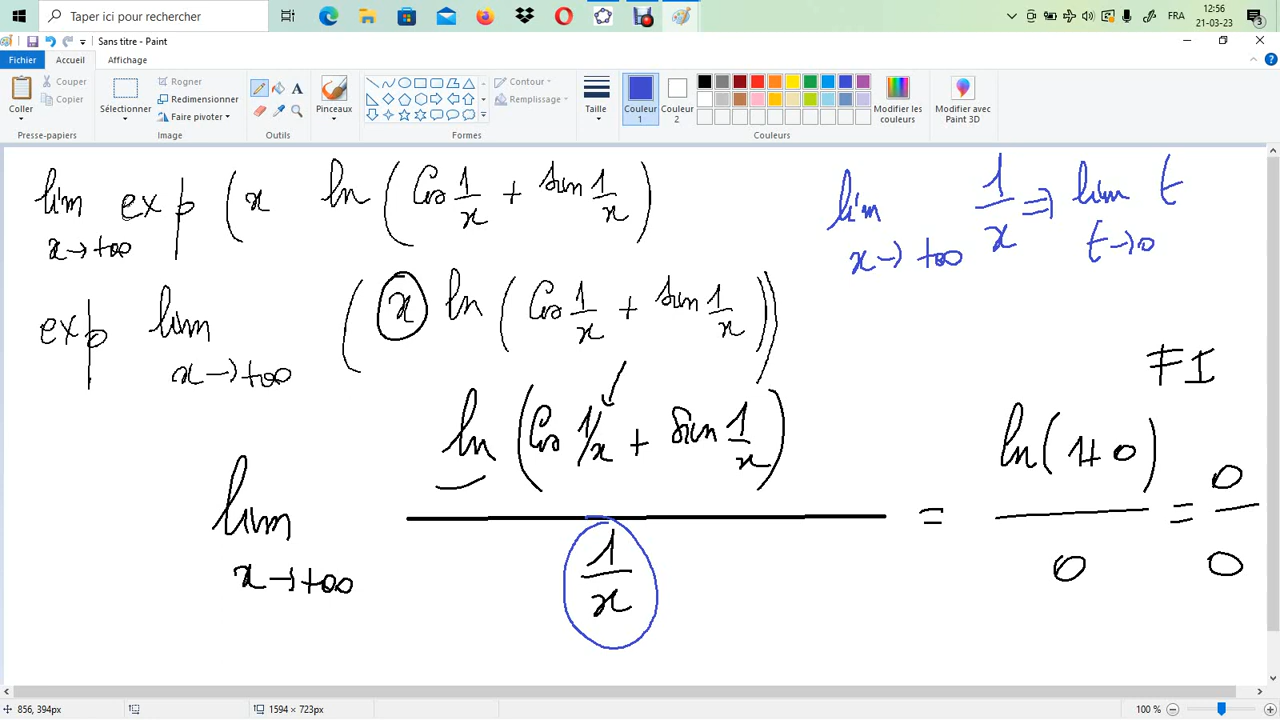 Taper ici pour rechercher
FRA
12:56
21-03-23
3
Sans titre - Paint
Fichier
Accueil
Affichage
Coller
Couper
Copier
Sélectionner
Rogner
Redimensionner
Faire pivoter
A
Pinceaux
Contour
Remplissage
Taille
Couleur 1
Couleur 2
Modifier les couleurs
Modifier avec Paint 3D
Presse-papiers
Image
Outils
Formes
Couleurs
lim x→+∞ exp (x ln (Cos 1/x + sin 1/x)
lim x→+∞ 1/x => lim t→0 t
exp lim x→+∞ (x ln (Cos 1/x + sin 1/x))
FI
lim x→+∞ ln (Cos 1/x + sin 1/x) / 1/x = ln(1+0) / 0 = 0/0
856, 394px
1594 × 723px
100 %